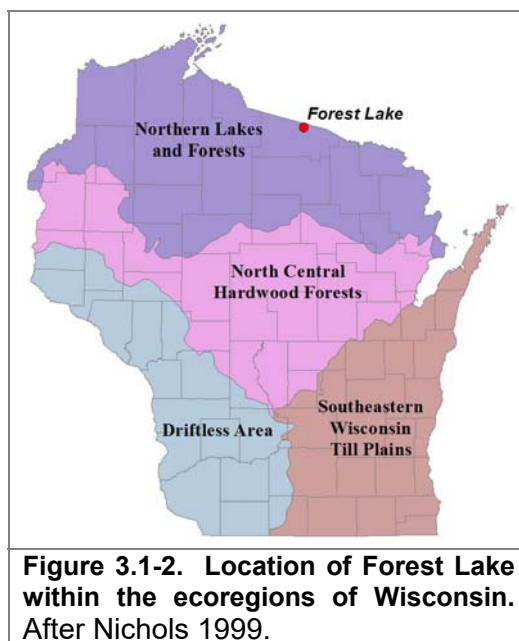 Forest Lake
Northern Lakes
and Forests
North Central
Hardwood Forests
Southeastern
Wisconsin
Till Plains
Driftless Area
Figure 3.1-2. Location of Forest Lake
within the ecoregions of Wisconsin.
After Nichols 1999.